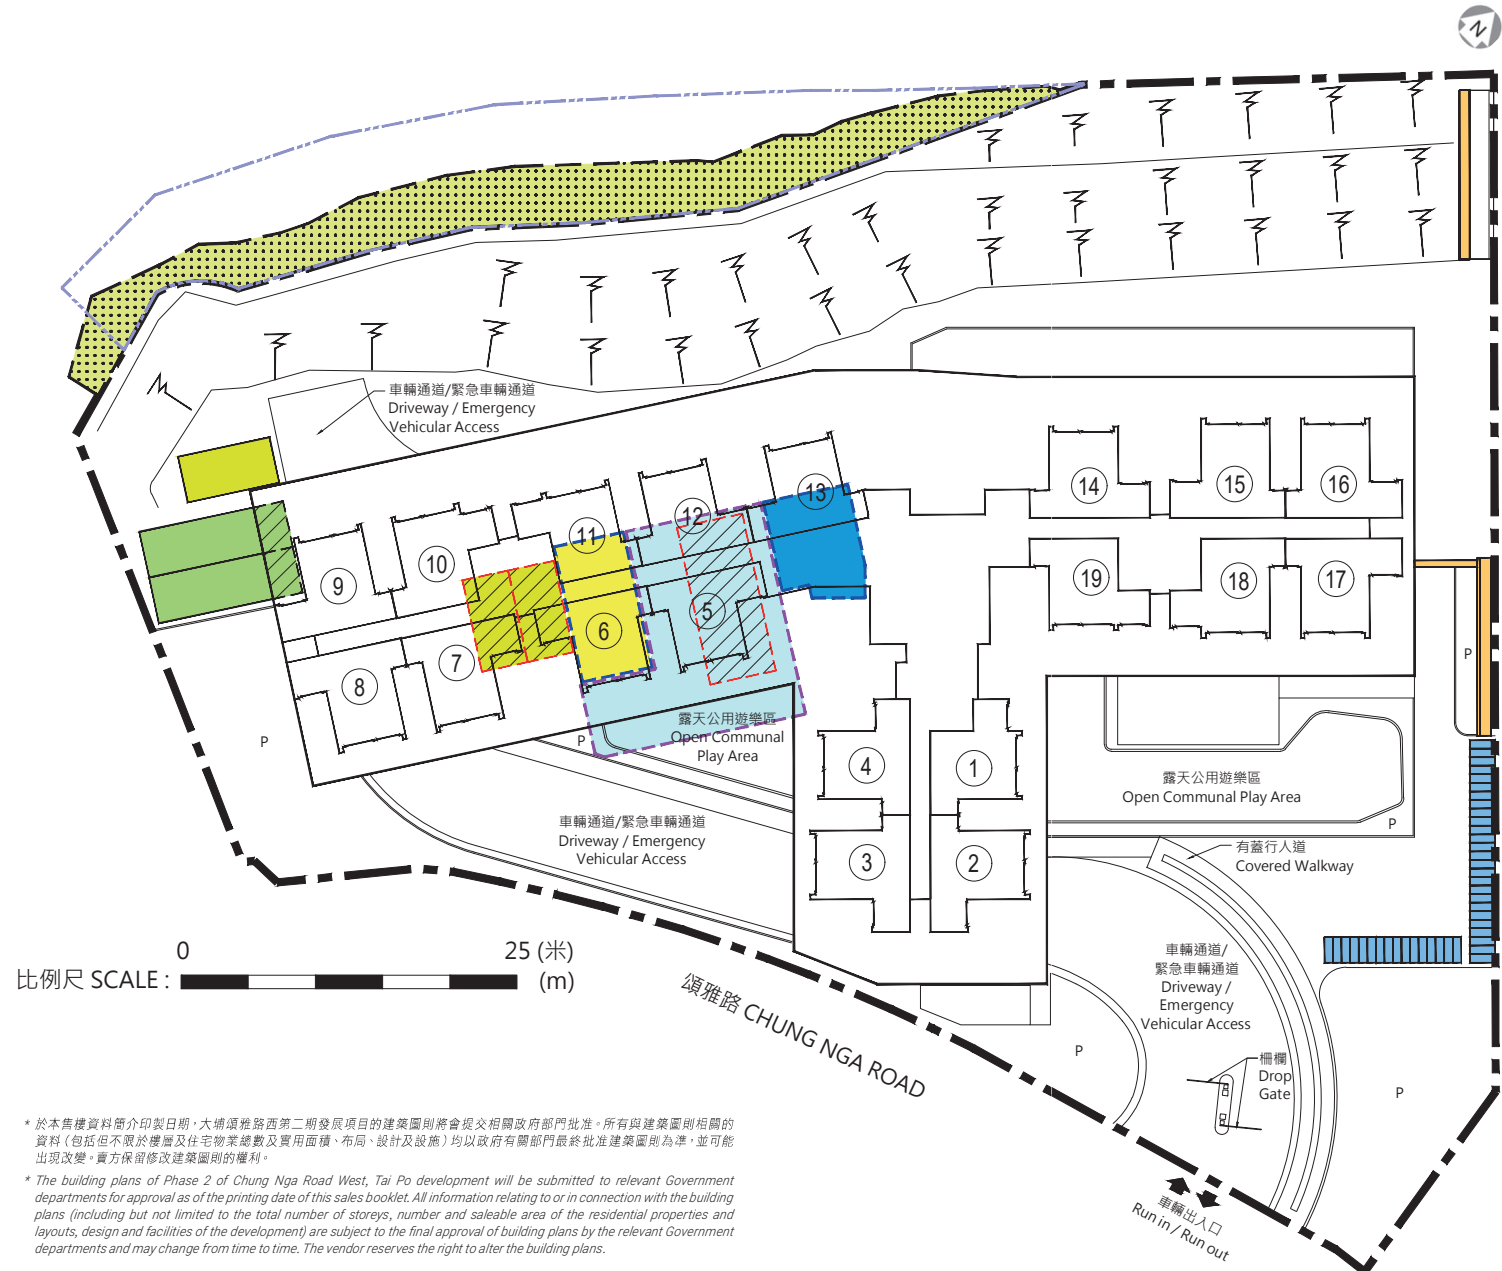 N
車輛通道/緊急車輛通道
Driveway / Emergency
Vehicular Access
13
12
11
10
9
14
15
16
19
18
17
5
6
7
8
P
P
P
露天公用遊樂區
Open Communal
Play Area
4
1
3
2
露天公用遊樂區
Open Communal Play Area
P
車輛通道/緊急車輛通道
Driveway / Emergency
Vehicular Access
有蓋行人道
Covered Walkway
0
25 (米)
比例尺 SCALE :
(m)
頌雅路 CHUNG NGA ROAD
車輛通道/
緊急車輛通道
Driveway /
Emergency
Vehicular Access
P
P
柵欄
Drop
Gate
車輛出入口
Run in / Run out
* 於本售樓資料簡介印製日期，大埔頌雅路西第二期發展項目的建築圖則將會提交相關政府部門批准。所有與建築圖則相關的
資料（包括但不限於樓層及住宅物業總數及實用面積、布局、設計及設施）均以政府有關部門最終批准建築圖則為準，並可能
出現改變。賣方保留修改建築圖則的權利。
* The building plans of Phase 2 of Chung Nga Road West, Tai Po development will be submitted to relevant Government
departments for approval as of the printing date of this sales booklet. All information relating to or in connection with the building
plans (including but not limited to the total number of storeys, number and saleable area of the residential properties and
layouts, design and facilities of the development) are subject to the final approval of building plans by the relevant Government
departments and may change from time to time. The vendor reserves the right to alter the building plans.